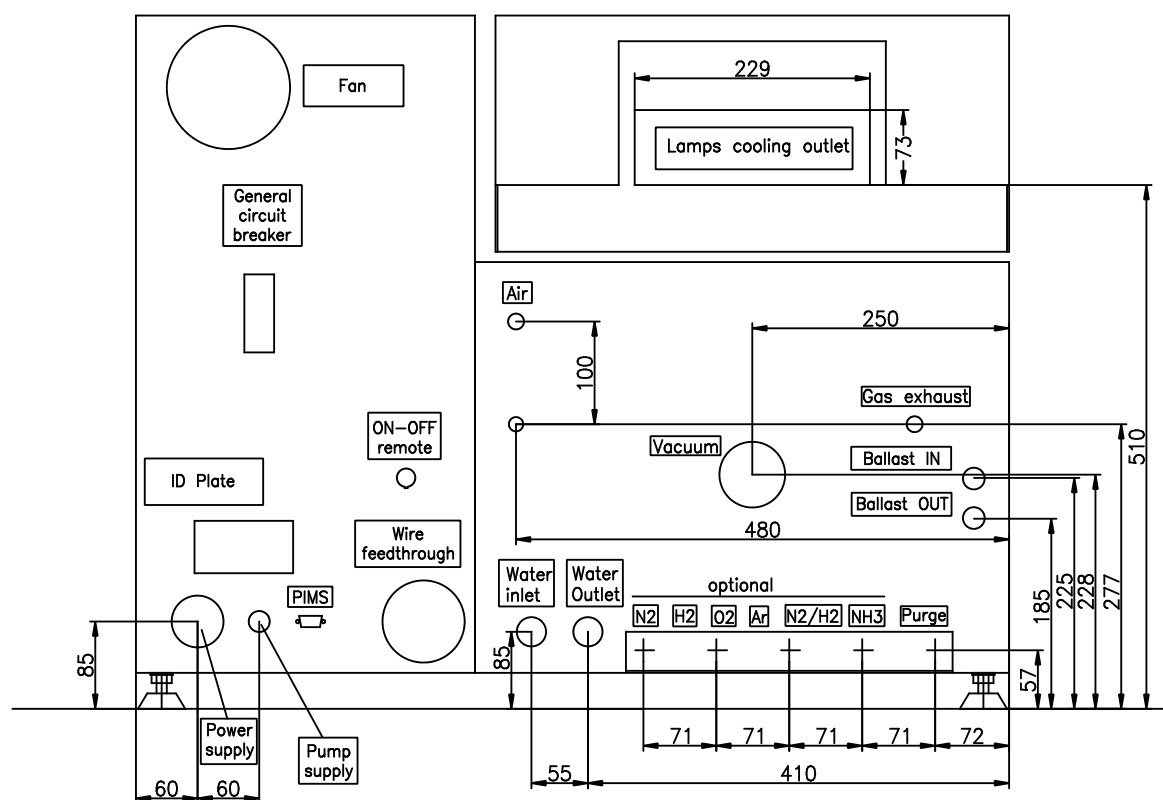 229
Fan
Lamps cooling outlet
73
General
circuit
breaker
Air
250
100
Gas exhaust
510
ON-OFF
remote
Vacuum
Ballast IN
ID Plate
Ballast OUT
480
Wire
feedthrough
Water
inlet
Water
Outlet
optional
185
225
228
277
PIMS
N2
H2
O2
Ar
N2/H2
NH3
Purge
85
85
57
Power
supply
Pump
supply
71
71
71
71
72
55
410
60
60